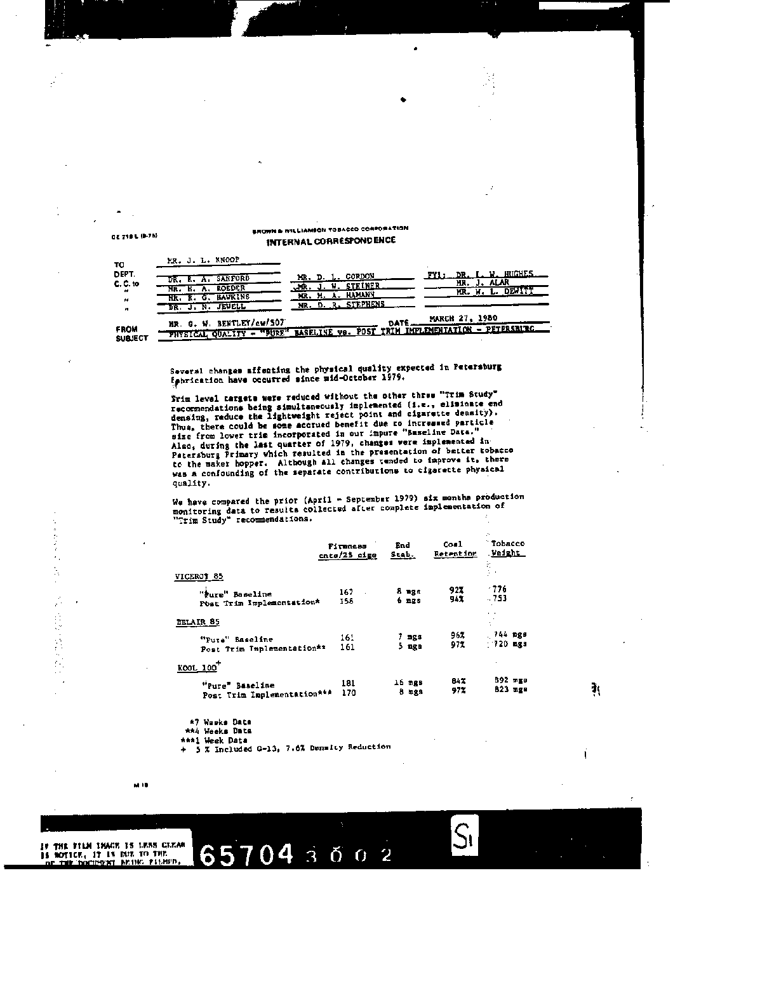 BROWN & WILLIAMSON TOBACCO CORPORATION
INTERNAL CORRESPONDENCE
TO MR. J. L. KNOOP
DEPT.
C.C. to DR. R. A. SANFORD MR. D. L. GORDON FYI: DR. I. W. HUGHES
" MR. E. A. ROEDER MR. J. W. STEINER MR. J. ALAR
" MR. R. G. HAWKINS MR. M. A. HAMANN MR. W. L. DEWITT
" DR. J. N. JEWELL MR. D. R. STEPHENS
FROM MR. G. W. BENTLEY/cw/507 DATE MARCH 27, 1980
SUBJECT PHYSICAL QUALITY - "PURE" BASELINE vs. POST TRIM IMPLEMENTATION - PETERSBURG
Several changes affecting the physical quality expected in Petersburg
fabrication have occurred since mid-October 1979.
Trim level targets were reduced without the other three "Trim Study"
recommendations being simultaneously implemented (i.e., eliminate end
densing, reduce the lightweight reject point and cigarette density).
Thus, there could be some accrued benefit due to increased particle
size from lower trim incorporated in our impure "Baseline Data."
Also, during the last quarter of 1979, changes were implemented in
Petersburg Primary which resulted in the presentation of better tobacco
to the maker hopper. Although all changes tended to improve it, there
was a confounding of the separate contributions to cigarette physical
quality.
We have compared the prior (April - September 1979) six months production
monitoring data to results collected after complete implementation of
"Trim Study" recommendations.
Firmness End Coal Tobacco
cnts/25 cigs Stab. Retention Weight
VICEROY 85
"Pure" Baseline 167 8 mgs 92% 776
Post Trim Implementation* 158 6 mgs 94% 753
BELAIR 85
"Pure" Baseline 161 7 mgs 96% 744 mgs
Post Trim Implementation** 161 5 mgs 97% 720 mgs
KOOL 100+
"Pure" Baseline 181 16 mgs 84% 892 mgs
Post Trim Implementation*** 170 8 mgs 97% 823 mgs
*7 Weeks Data
**4 Weeks Data
***1 Week Data
+ 5 % Included G-13, 7.6% Density Reduction
IF THE FILM IMAGE IS LESS CLEAR
IS NOTICE, IT IS DUE TO THE
OF THE DOCUMENT BEING FILMED.
65704 3002
S1